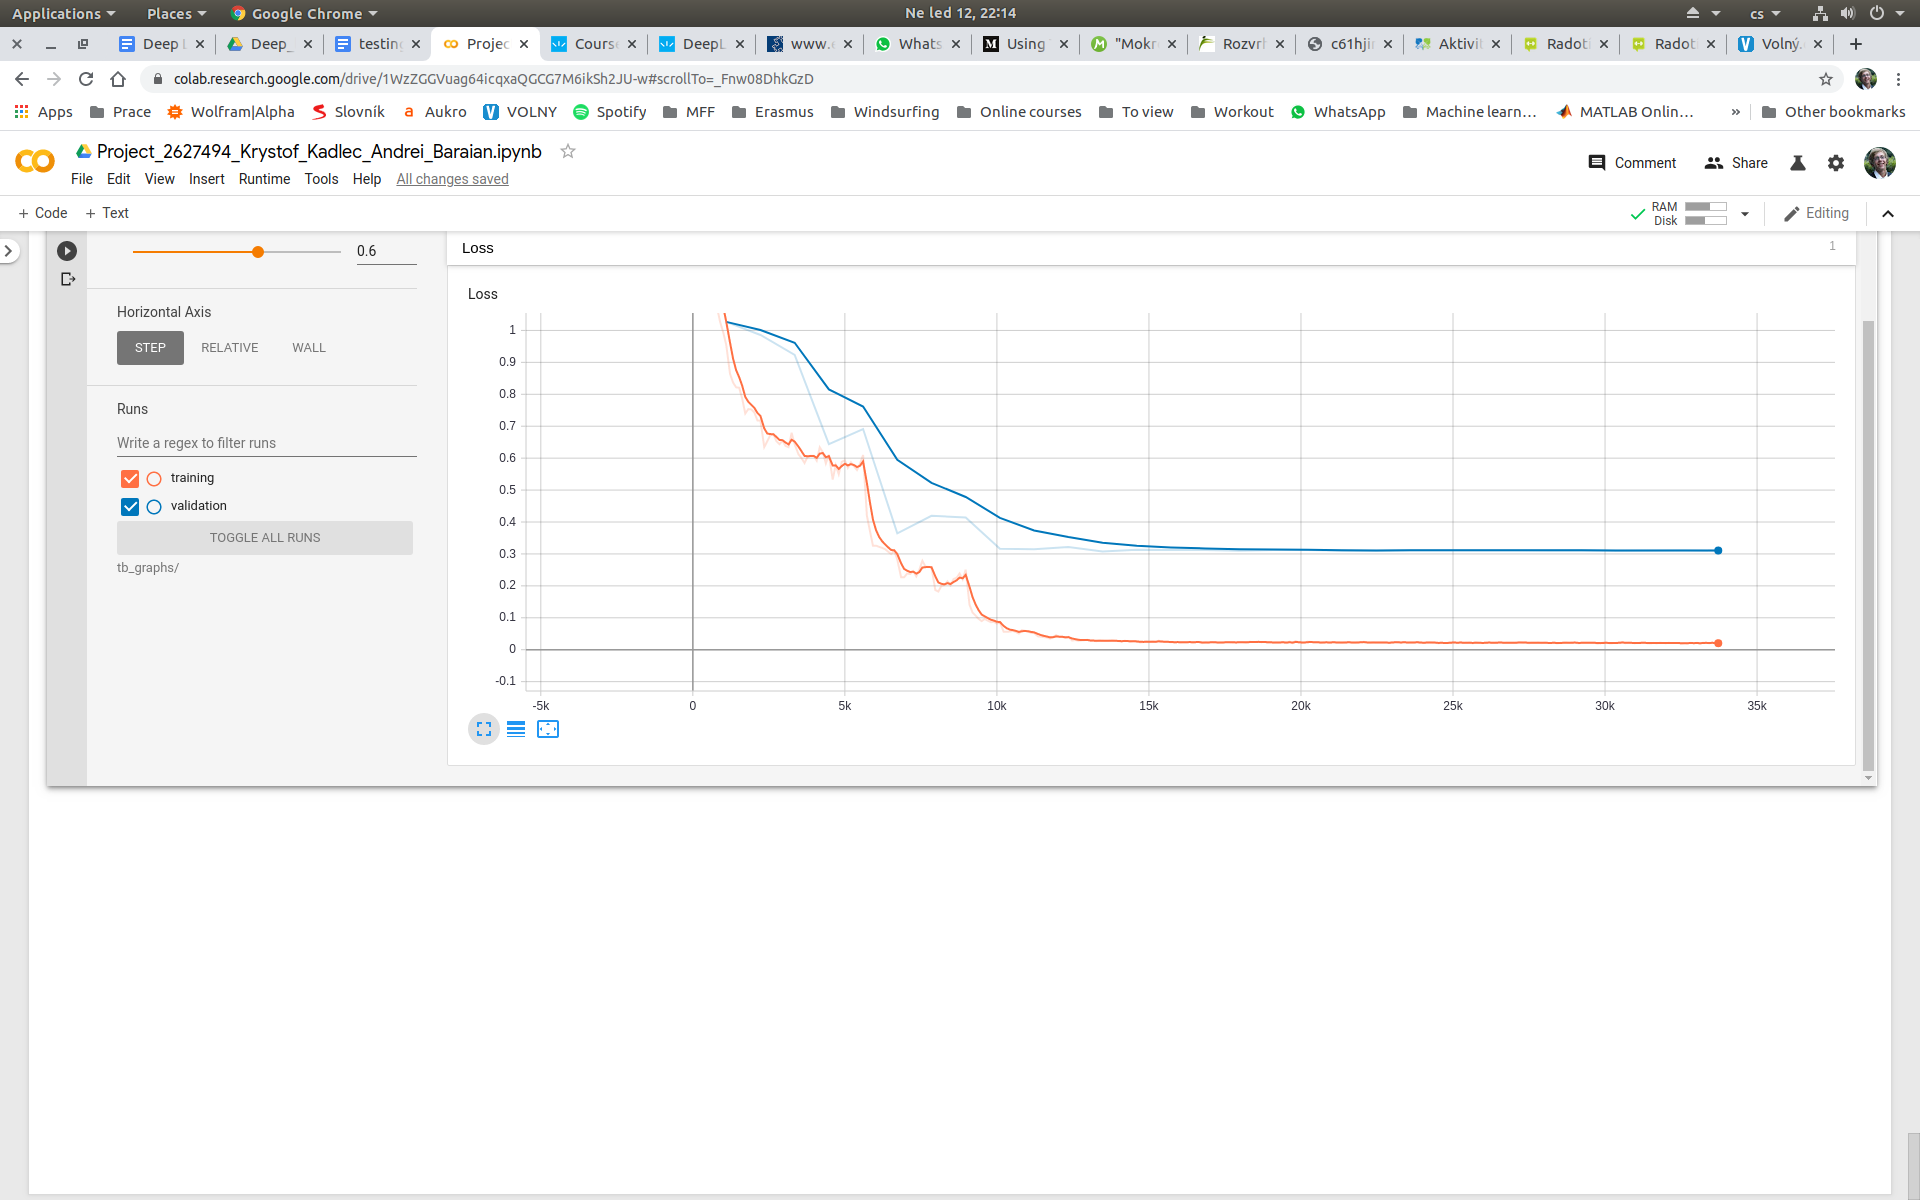 Applications Places Google Chrome Ne led 12, 22:14 cs
Deep Deep_ testing Projec Course DeepL www. Whats Using "Mokr Rozvrh c61hji Aktivi Radot Radot Volný.
colab.research.google.com/drive/1WzZGGVuag64icqxaQGCG7M6ikSh2JU-w#scrollTo=_Fnw08DhkGzD
Apps Prace Wolfram|Alpha Slovník Aukro VOLNY Spotify MFF Erasmus Windsurfing Online courses To view Workout WhatsApp Machine learn… MATLAB Onlin… » Other bookmarks
Project_2627494_Krystof_Kadlec_Andrei_Baraian.ipynb
File Edit View Insert Runtime Tools Help All changes saved
Comment Share
+ Code + Text
RAM
Disk
Editing
0.6
Loss 1
Horizontal Axis
STEP RELATIVE WALL
Runs
Write a regex to filter runs
training
validation
TOGGLE ALL RUNS
tb_graphs/
Loss
1
0.9
0.8
0.7
0.6
0.5
0.4
0.3
0.2
0.1
0
-0.1
-5k 0 5k 10k 15k 20k 25k 30k 35k